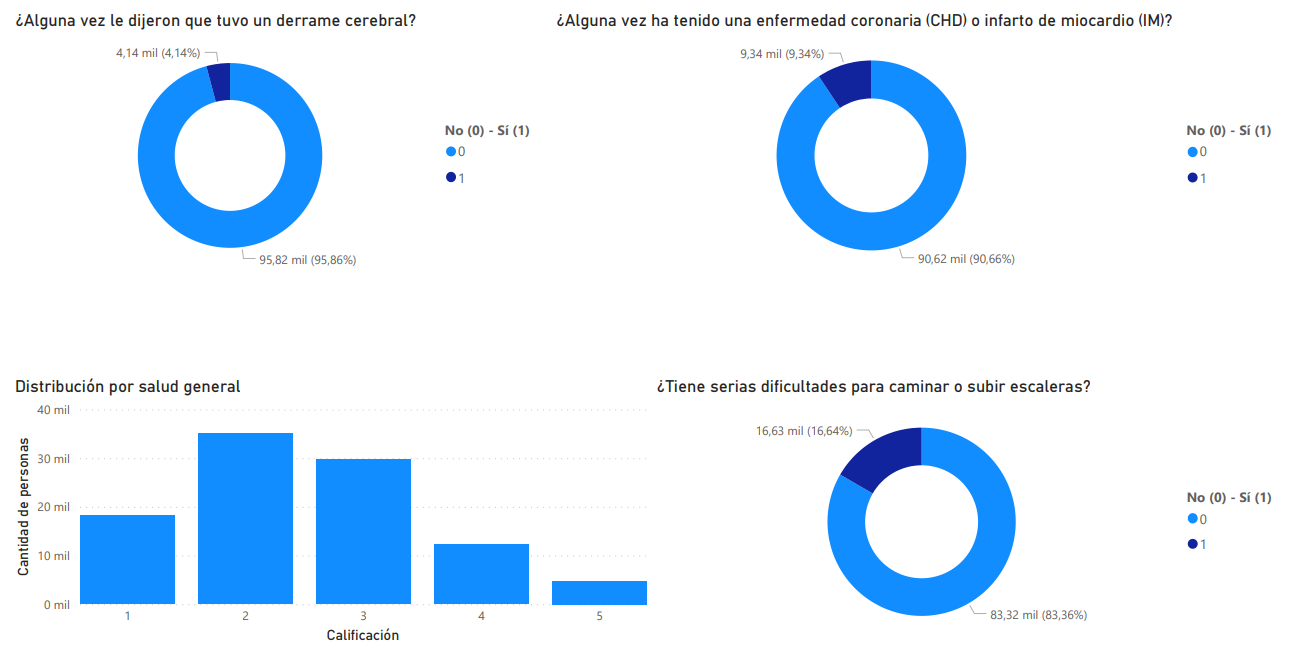 ¿Alguna vez le dijeron que tuvo un derrame cerebral?
4,14 mil (4,14%)
95,82 mil (95,86%)
No (0) - Sí (1)
0
1
¿Alguna vez ha tenido una enfermedad coronaria (CHD) o infarto de miocardio (IM)?
9,34 mil (9,34%)
90,62 mil (90,66%)
No (0) - Sí (1)
0
1
Distribución por salud general
Cantidad de personas
40 mil
30 mil
20 mil
10 mil
0 mil
1
2
3
4
5
Calificación
¿Tiene serias dificultades para caminar o subir escaleras?
16,63 mil (16,64%)
83,32 mil (83,36%)
No (0) - Sí (1)
0
1